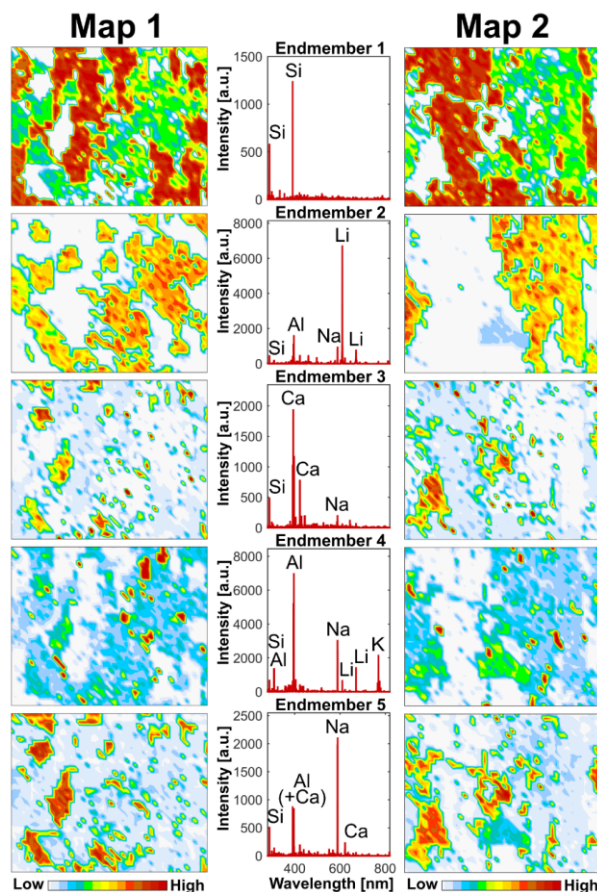 Map 1
Map 2
Endmember 1
Intensity [a.u.]
1500
1000
500
0
Si
Si
Endmember 2
Intensity [a.u.]
8000
6000
4000
2000
0
Li
Al
Na
Li
Si
Endmember 3
Intensity [a.u.]
2000
1500
1000
500
0
Ca
Ca
Si
Na
Endmember 4
Intensity [a.u.]
8000
6000
4000
2000
0
Al
Na
K
Si
Al
Li
Li
Endmember 5
Intensity [a.u.]
2500
2000
1500
1000
500
0
Na
Al
(+Ca)
Si
Ca
400
600
800
Wavelength [nm]
Low
High
Low
High